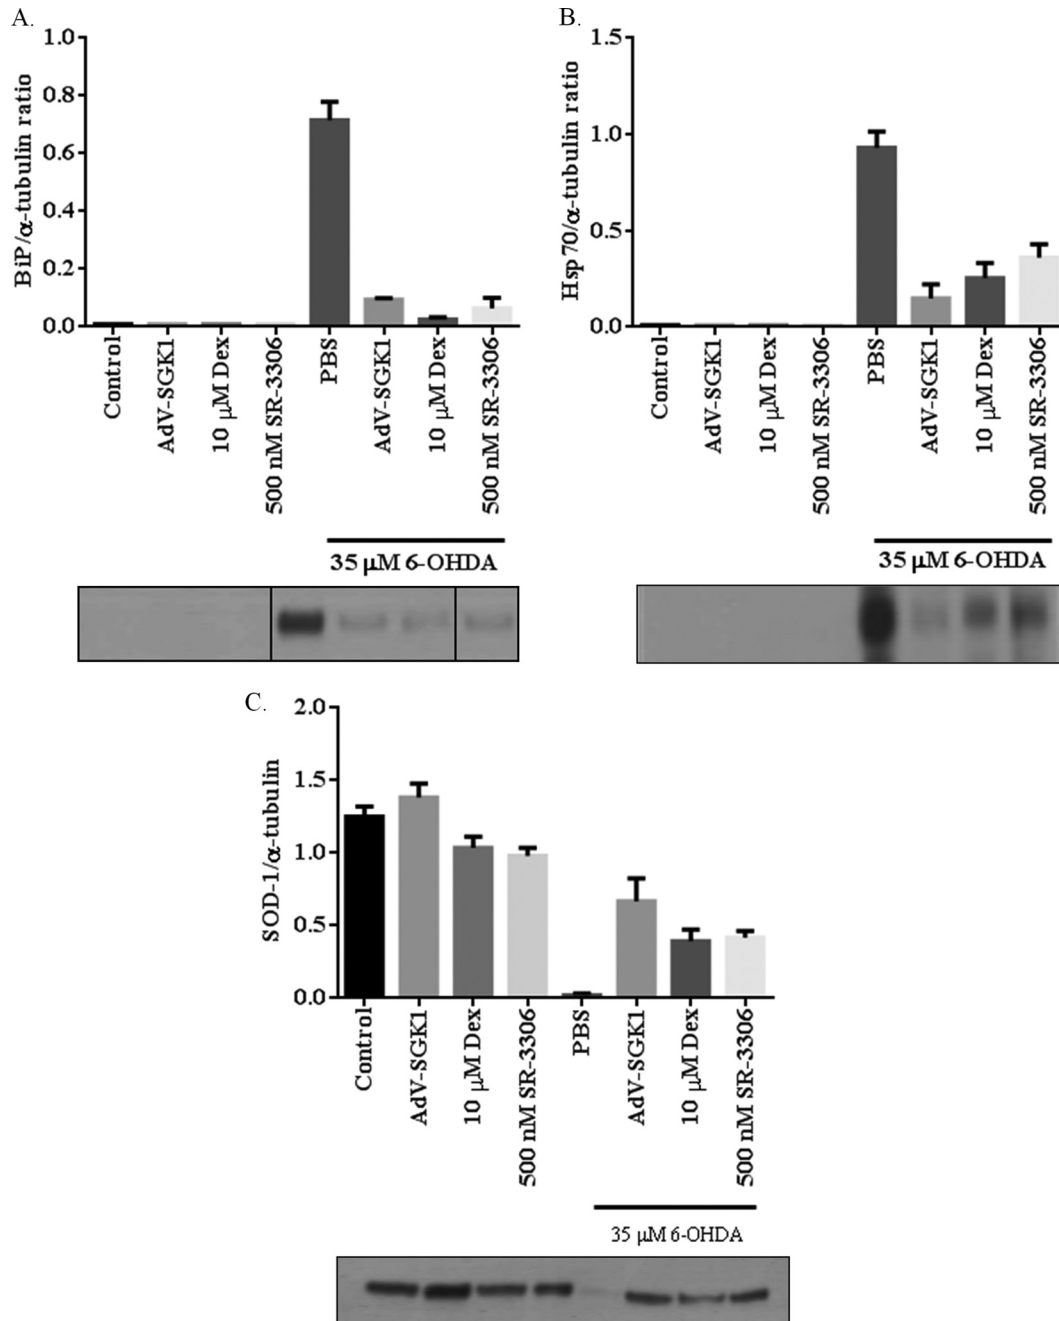 A.
BiP/α-tubulin ratio
1.0
0.8
0.6
0.4
0.2
0.0
Control
AdV-SGK1
10 μM Dex
500 nM SR-3306
PBS
AdV-SGK1
10 μM Dex
500 nM SR-3306
35 μM 6-OHDA
B.
Hsp70/α-tubulin ratio
1.5
1.0
0.5
0.0
Control
AdV-SGK1
10 μM Dex
500 nM SR-3306
PBS
AdV-SGK1
10 μM Dex
500 nM SR-3306
35 μM 6-OHDA
C.
SOD-1/α-tubulin
2.0
1.5
1.0
0.5
0.0
Control
AdV-SGK1
10 μM Dex
500 nM SR-3306
PBS
AdV-SGK1
10 μM Dex
500 nM SR-3306
35 μM 6-OHDA